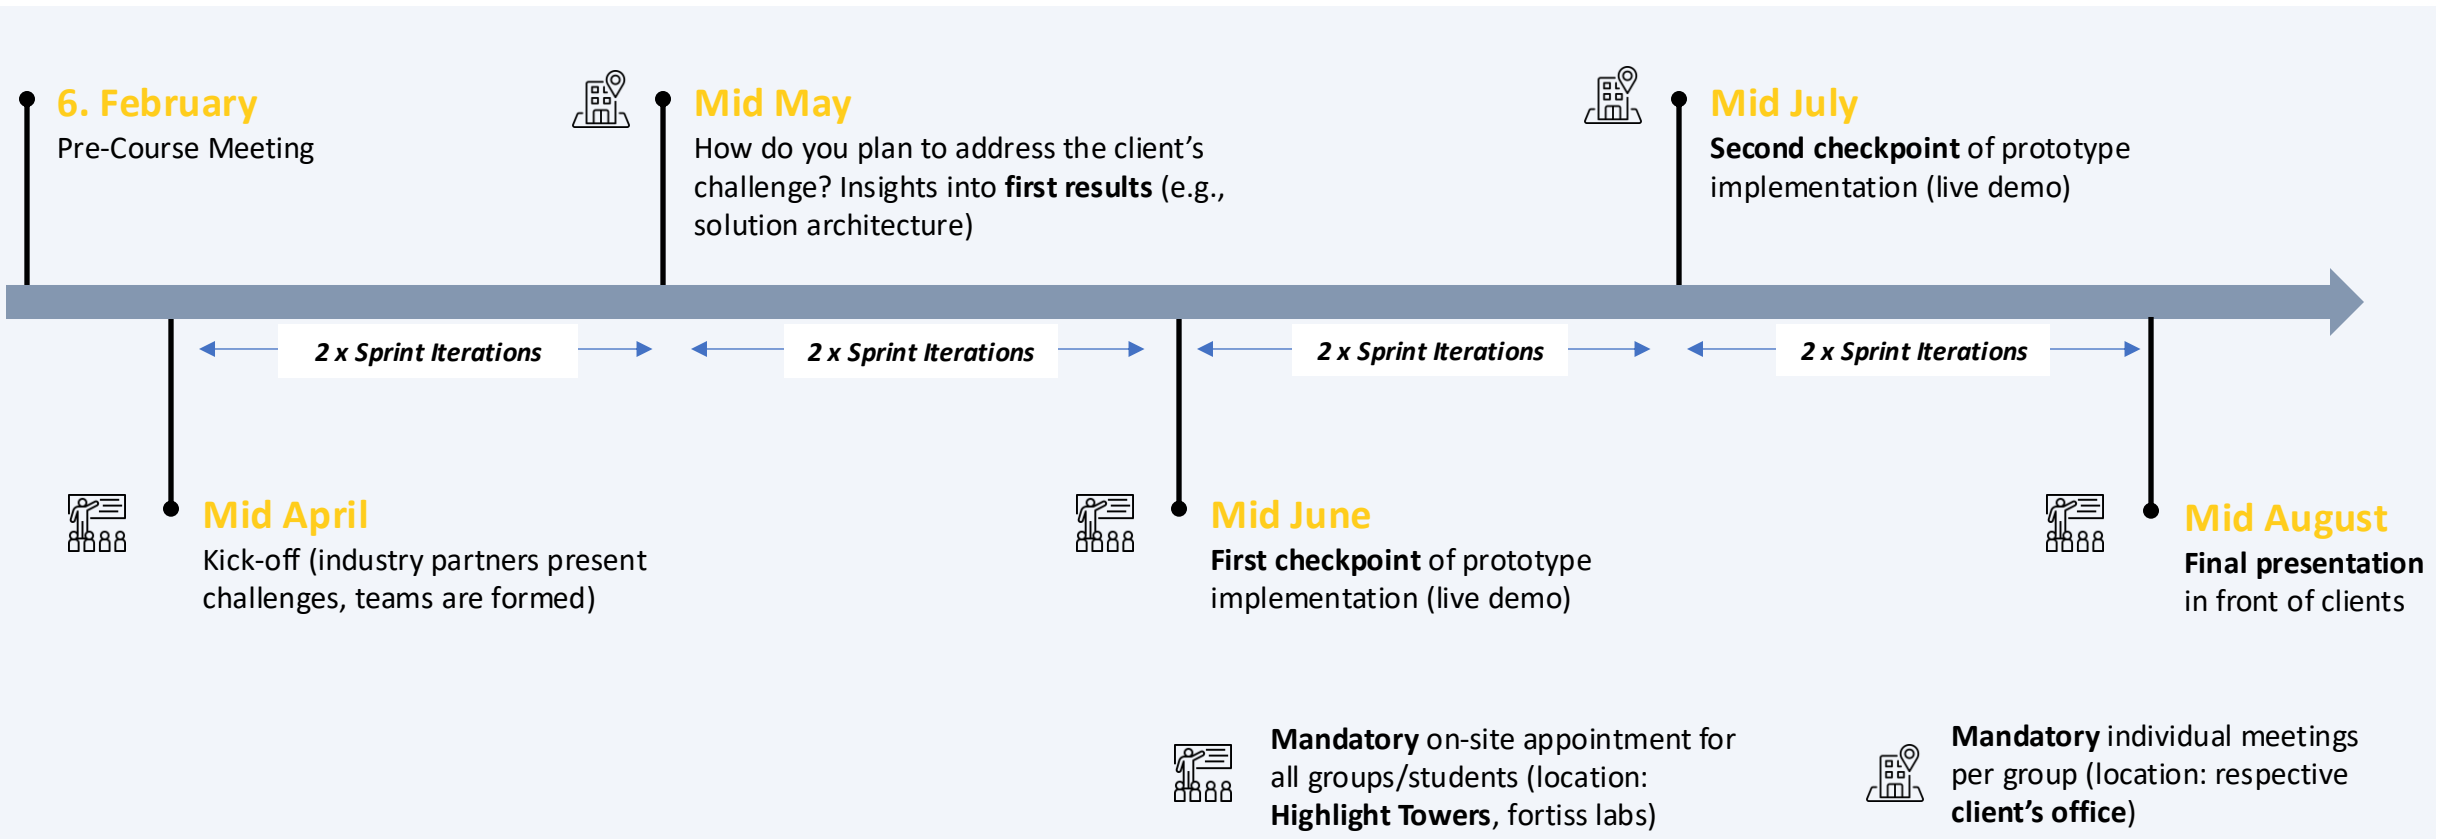 6. February
Pre-Course Meeting
Mid May
How do you plan to address the client's
challenge? Insights into first results (e.g.,
solution architecture)
Mid July
Second checkpoint of prototype
implementation (live demo)
2 x Sprint Iterations
2 x Sprint Iterations
2 x Sprint Iterations
2 x Sprint Iterations
Mid April
Kick-off (industry partners present
challenges, teams are formed)
Mid June
First checkpoint of prototype
implementation (live demo)
Mid August
Final presentation
in front of clients
Mandatory on-site appointment for
all groups/students (location:
Highlight Towers, fortiss labs)
Mandatory individual meetings
per group (location: respective
client's office)